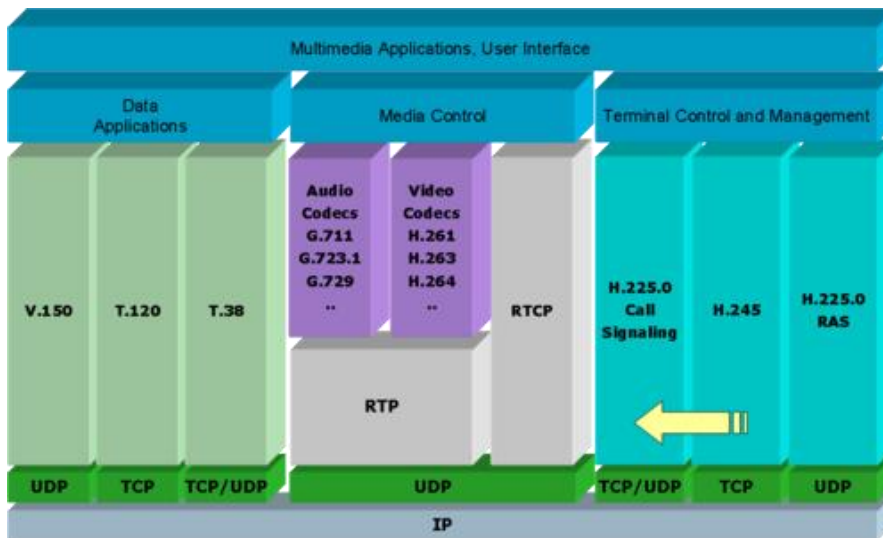 Multimedia Applications, User Interface
Data
Applications
Media Control
Terminal Control and Management
V.150
T.120
T.38
Audio
Codecs
G.711
G.723.1
G.729
..
Video
Codecs
H.261
H.263
H.264
..
RTP
RTCP
H.225.0
Call
Signaling
H.245
H.225.0
RAS
UDP
TCP
TCP/UDP
UDP
TCP/UDP
TCP
UDP
IP